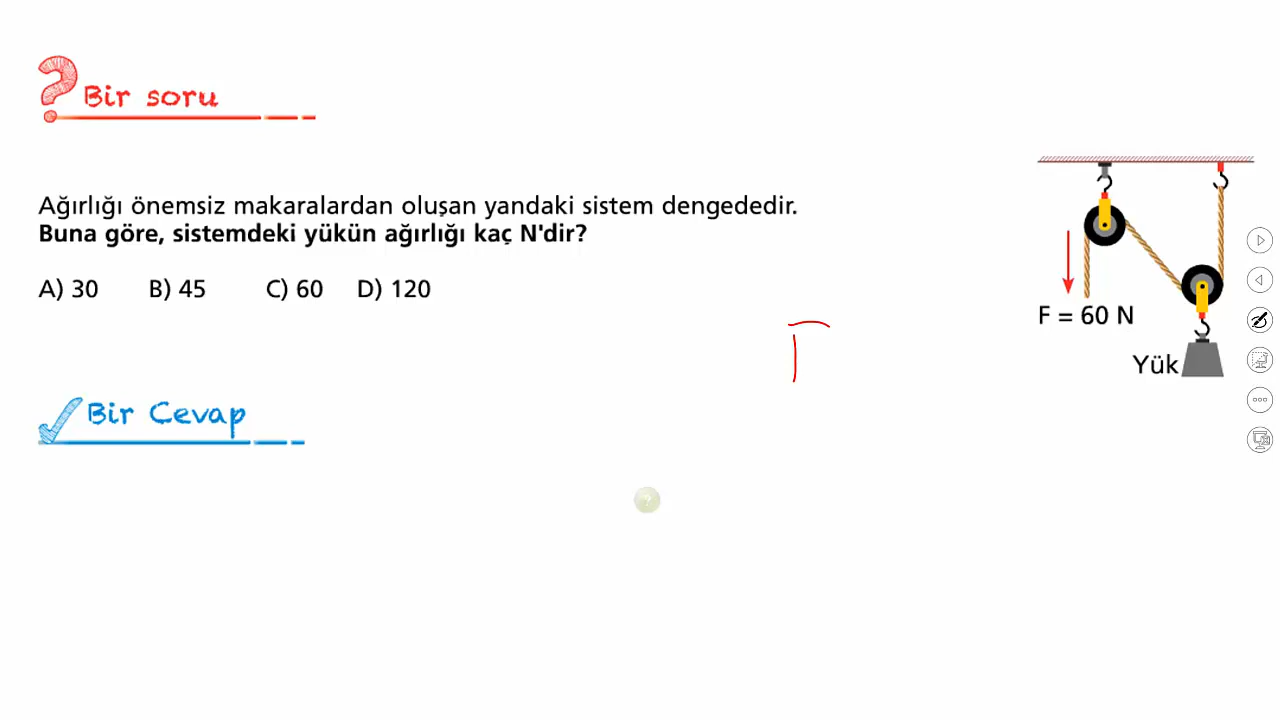 Bir soru
Ağırlığı önemsiz makaralardan oluşan yandaki sistem dengededir.
Buna göre, sistemdeki yükün ağırlığı kaç N'dir?
A) 30 B) 45 C) 60 D) 120
F = 60 N
Yük
Bir Cevap